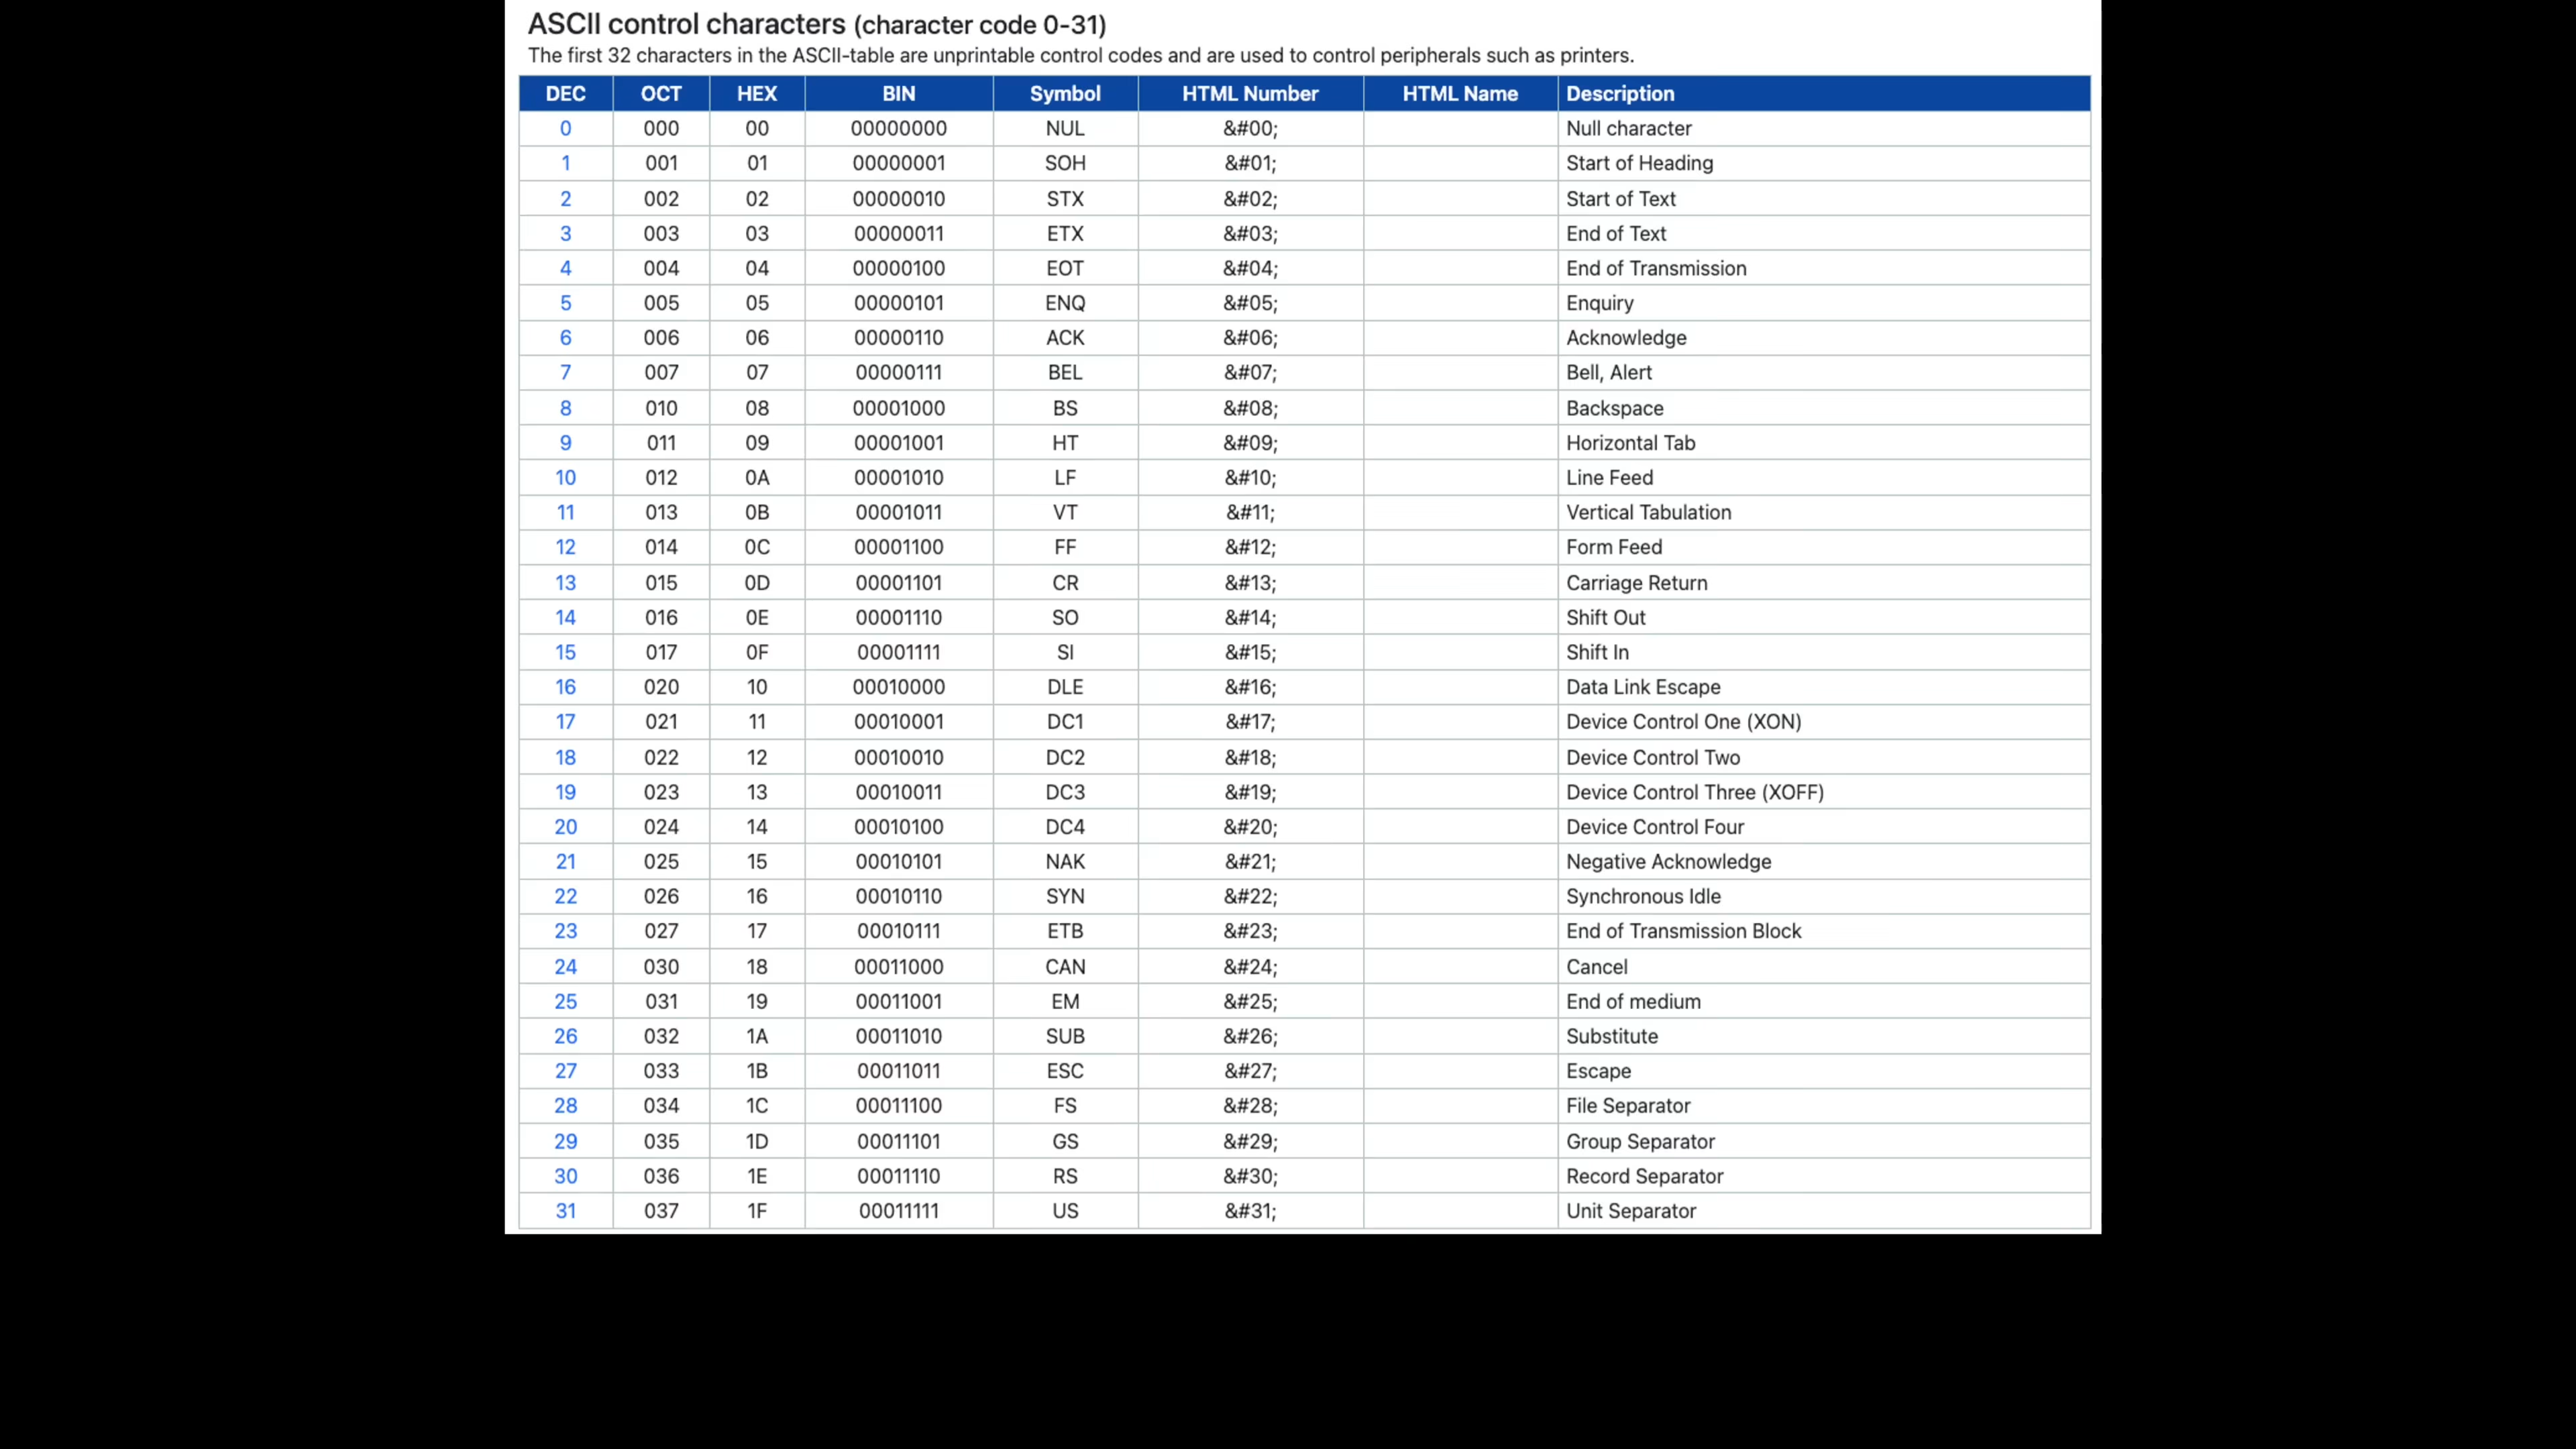 ASCII control characters (character code 0-31)
The first 32 characters in the ASCII-table are unprintable control codes and are used to control peripherals such as printers.
DEC OCT HEX BIN Symbol HTML Number HTML Name Description
0 000 00 00000000 NUL &#00; Null character
1 001 01 00000001 SOH &#01; Start of Heading
2 002 02 00000010 STX &#02; Start of Text
3 003 03 00000011 ETX &#03; End of Text
4 004 04 00000100 EOT &#04; End of Transmission
5 005 05 00000101 ENQ &#05; Enquiry
6 006 06 00000110 ACK &#06; Acknowledge
7 007 07 00000111 BEL &#07; Bell, Alert
8 010 08 00001000 BS &#08; Backspace
9 011 09 00001001 HT &#09; Horizontal Tab
10 012 0A 00001010 LF &#10; Line Feed
11 013 0B 00001011 VT &#11; Vertical Tabulation
12 014 0C 00001100 FF &#12; Form Feed
13 015 0D 00001101 CR &#13; Carriage Return
14 016 0E 00001110 SO &#14; Shift Out
15 017 0F 00001111 SI &#15; Shift In
16 020 10 00010000 DLE &#16; Data Link Escape
17 021 11 00010001 DC1 &#17; Device Control One (XON)
18 022 12 00010010 DC2 &#18; Device Control Two
19 023 13 00010011 DC3 &#19; Device Control Three (XOFF)
20 024 14 00010100 DC4 &#20; Device Control Four
21 025 15 00010101 NAK &#21; Negative Acknowledge
22 026 16 00010110 SYN &#22; Synchronous Idle
23 027 17 00010111 ETB &#23; End of Transmission Block
24 030 18 00011000 CAN &#24; Cancel
25 031 19 00011001 EM &#25; End of medium
26 032 1A 00011010 SUB &#26; Substitute
27 033 1B 00011011 ESC &#27; Escape
28 034 1C 00011100 FS &#28; File Separator
29 035 1D 00011101 GS &#29; Group Separator
30 036 1E 00011110 RS &#30; Record Separator
31 037 1F 00011111 US &#31; Unit Separator